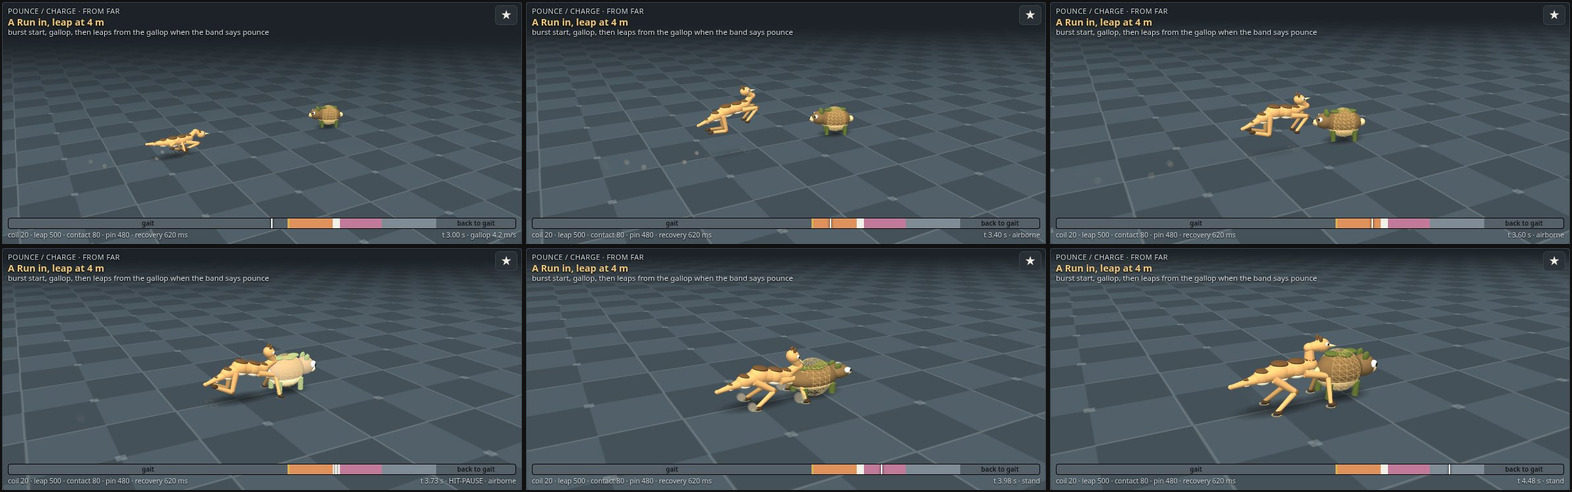 POUNCE / CHARGE · FROM FAR
A Run in, leap at 4 m
burst start, gallop, then leaps from the gallop when the band says pounce
gait
back to gait
coil 20 · leap 500 · contact 80 · pin 480 · recovery 620 ms
t 3.00 s · gallop 4.2 m/s
POUNCE / CHARGE · FROM FAR
A Run in, leap at 4 m
burst start, gallop, then leaps from the gallop when the band says pounce
gait
back to gait
coil 20 · leap 500 · contact 80 · pin 480 · recovery 620 ms
t 3.40 s · airborne
POUNCE / CHARGE · FROM FAR
A Run in, leap at 4 m
burst start, gallop, then leaps from the gallop when the band says pounce
gait
back to gait
coil 20 · leap 500 · contact 80 · pin 480 · recovery 620 ms
t 3.60 s · airborne
POUNCE / CHARGE · FROM FAR
A Run in, leap at 4 m
burst start, gallop, then leaps from the gallop when the band says pounce
gait
back to gait
coil 20 · leap 500 · contact 80 · pin 480 · recovery 620 ms
t 3.73 s · HIT-PAUSE · airborne
POUNCE / CHARGE · FROM FAR
A Run in, leap at 4 m
burst start, gallop, then leaps from the gallop when the band says pounce
gait
back to gait
coil 20 · leap 500 · contact 80 · pin 480 · recovery 620 ms
t 3.98 s · stand
POUNCE / CHARGE · FROM FAR
A Run in, leap at 4 m
burst start, gallop, then leaps from the gallop when the band says pounce
gait
back to gait
coil 20 · leap 500 · contact 80 · pin 480 · recovery 620 ms
t 4.48 s · stand